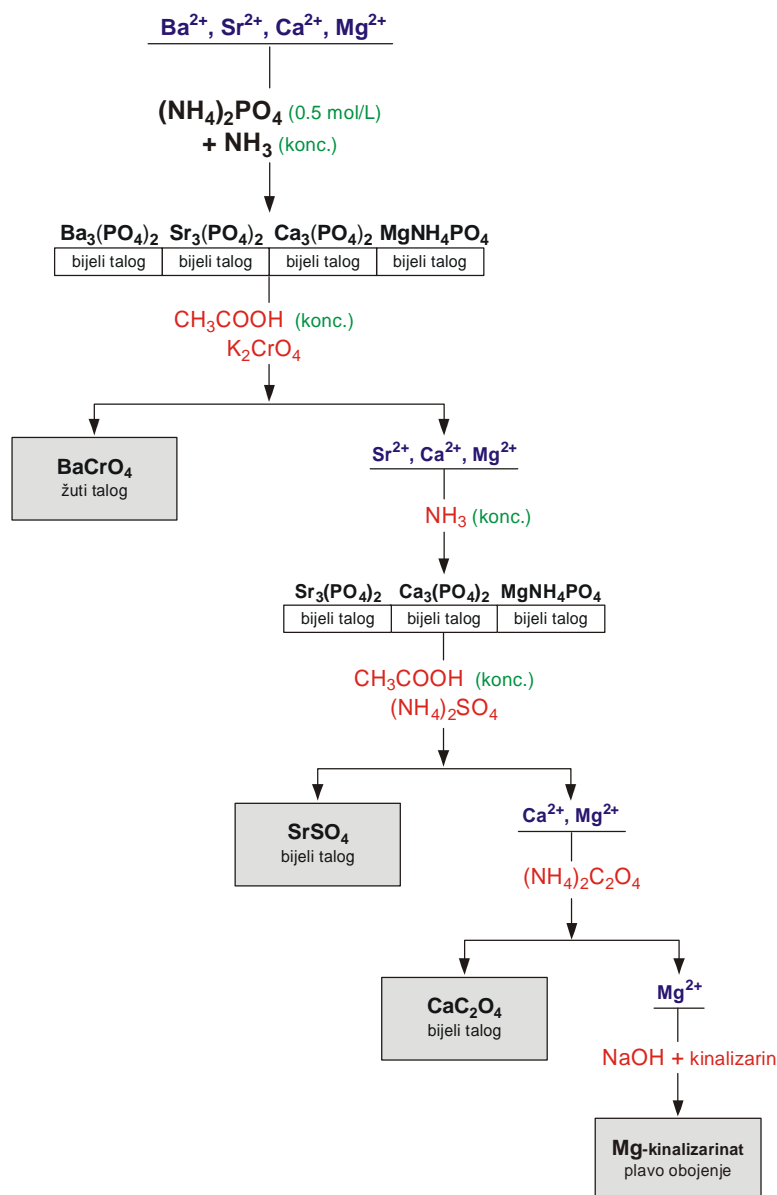 Ba²⁺, Sr²⁺, Ca²⁺, Mg²⁺
(NH₄)₂PO₄ (0.5 mol/L)
+ NH₃ (konc.)
Ba₃(PO₄)₂ Sr₃(PO₄)₂ Ca₃(PO₄)₂ MgNH₄PO₄
bijeli talog bijeli talog bijeli talog bijeli talog
CH₃COOH (konc.)
K₂CrO₄
BaCrO₄
žuti talog
Sr²⁺, Ca²⁺, Mg²⁺
NH₃ (konc.)
Sr₃(PO₄)₂ Ca₃(PO₄)₂ MgNH₄PO₄
bijeli talog bijeli talog bijeli talog
CH₃COOH (konc.)
(NH₄)₂SO₄
SrSO₄
bijeli talog
Ca²⁺, Mg²⁺
(NH₄)₂C₂O₄
CaC₂O₄
bijeli talog
Mg²⁺
NaOH + kinalizarin
Mg-kinalizarinat
plavo obojenje